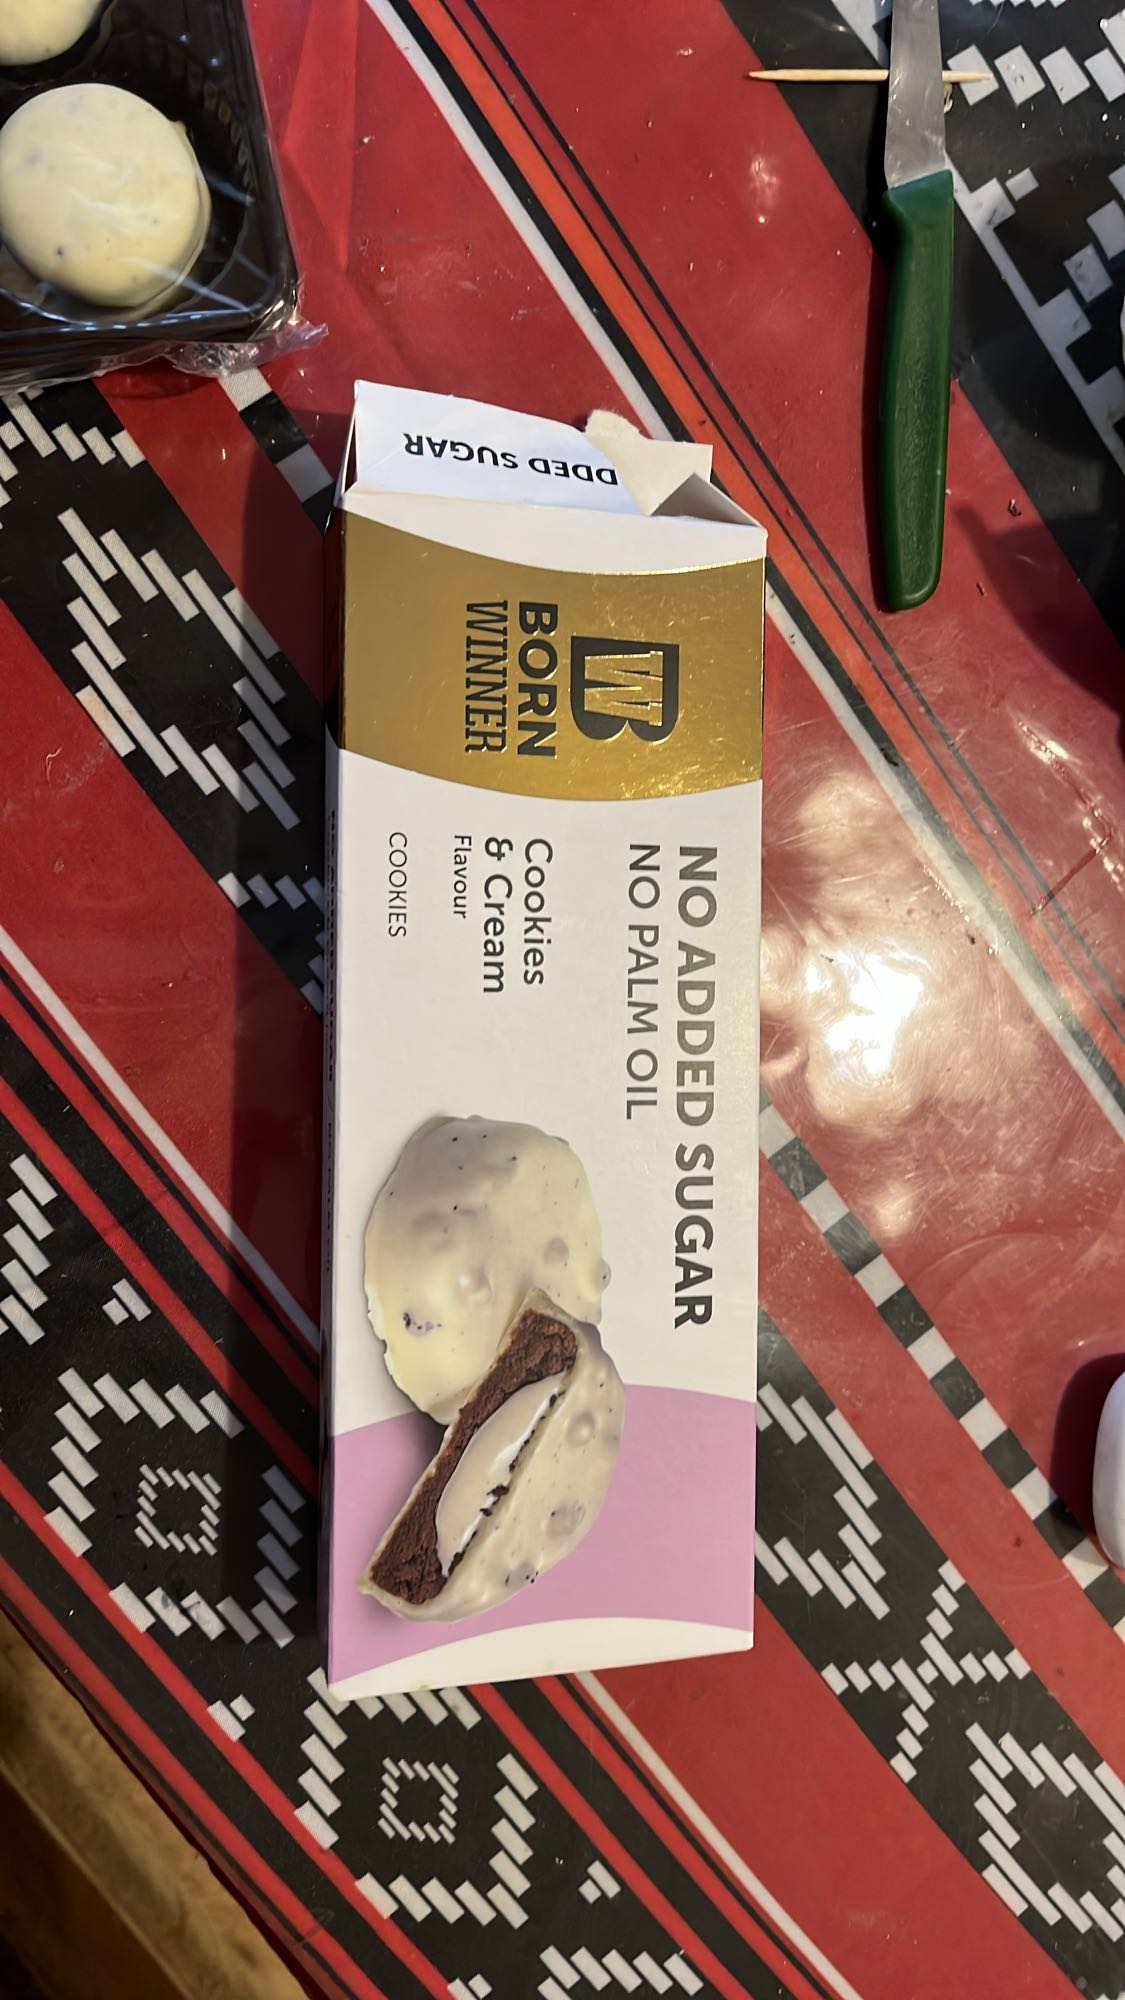 DDED SUGAR
BORN
WINNER
NO ADDED SUGAR
NO PALM OIL
Cookies
& Cream
Flavour
COOKIES